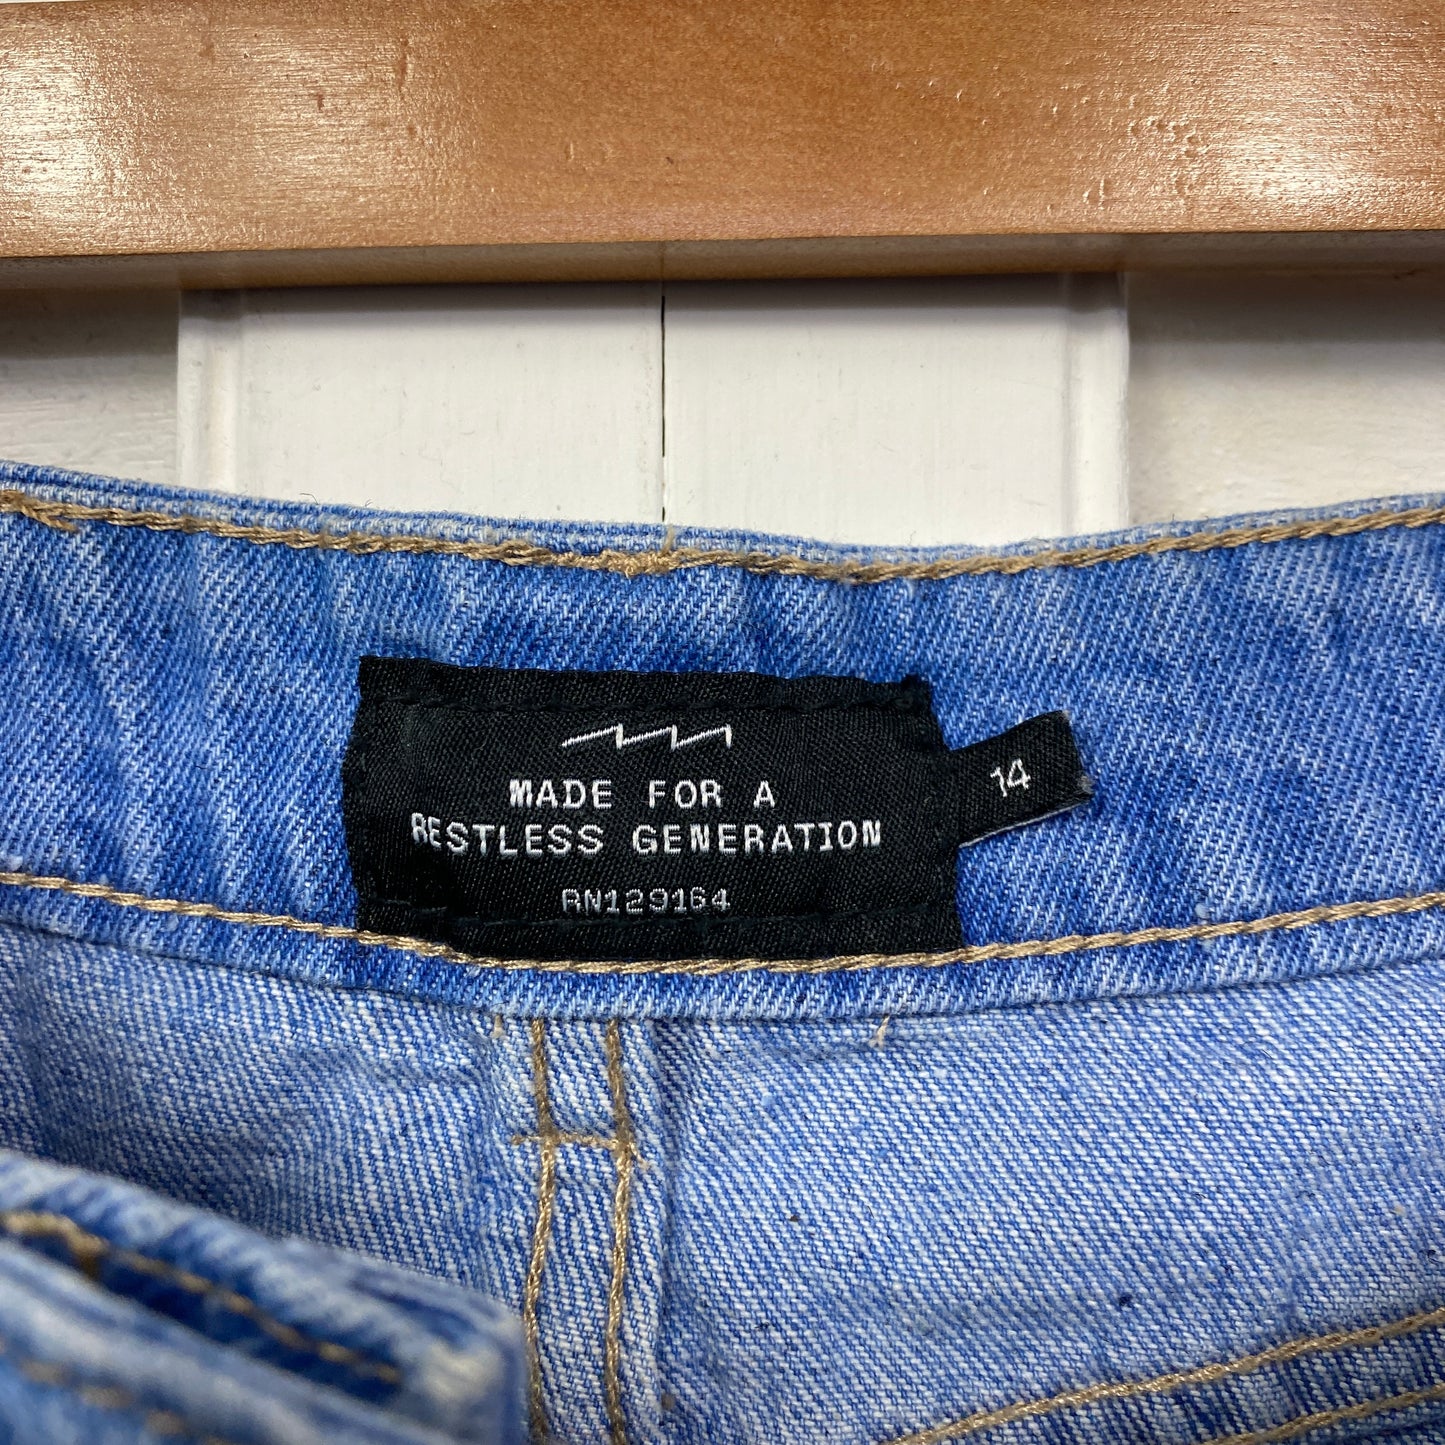 MADE FOR A
RESTLESS GENERATION
RN129164
14